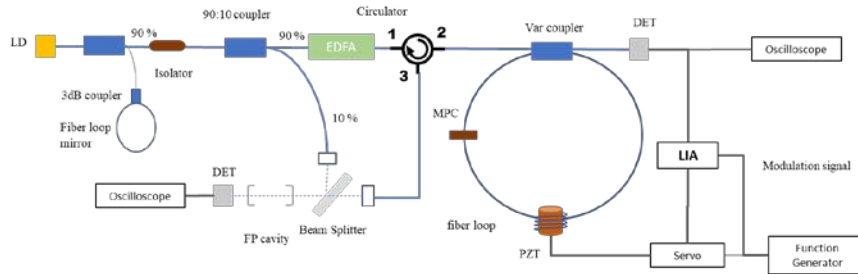 LD
90 %
Isolator
90:10 coupler
90%
EDFA
Circulator
1
2
3
Var coupler
DET
Oscilloscope
3dB coupler
Fiber loop
mirror
10 %
MPC
LIA
Modulation signal
DET
Oscilloscope
FP cavity
Beam Splitter
fiber loop
PZT
Servo
Function
Generator